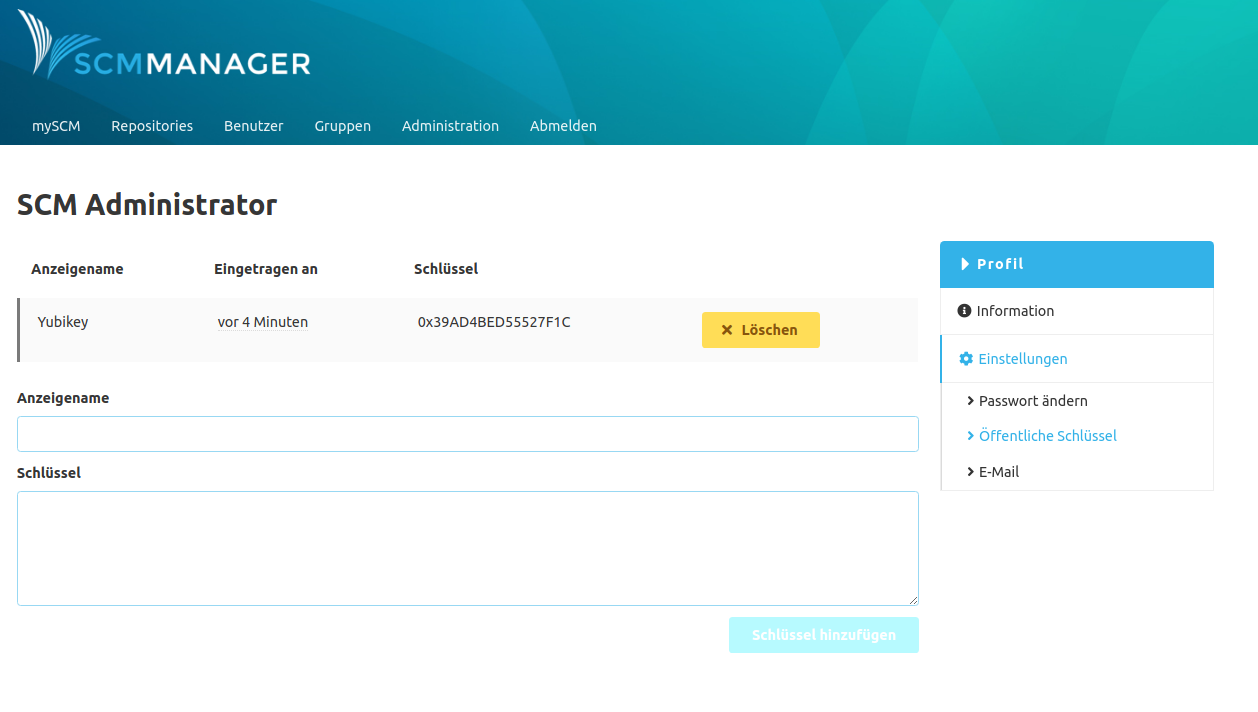 SCMMANAGER
mySCM Repositories Benutzer Gruppen Administration Abmelden
SCM Administrator
Anzeigename Eingetragen an Schlüssel
Yubikey vor 4 Minuten 0x39AD4BED55527F1C Löschen
Anzeigename
Schlüssel
Schlüssel hinzufügen
Profil
Information
Einstellungen
Passwort ändern
Öffentliche Schlüssel
E-Mail